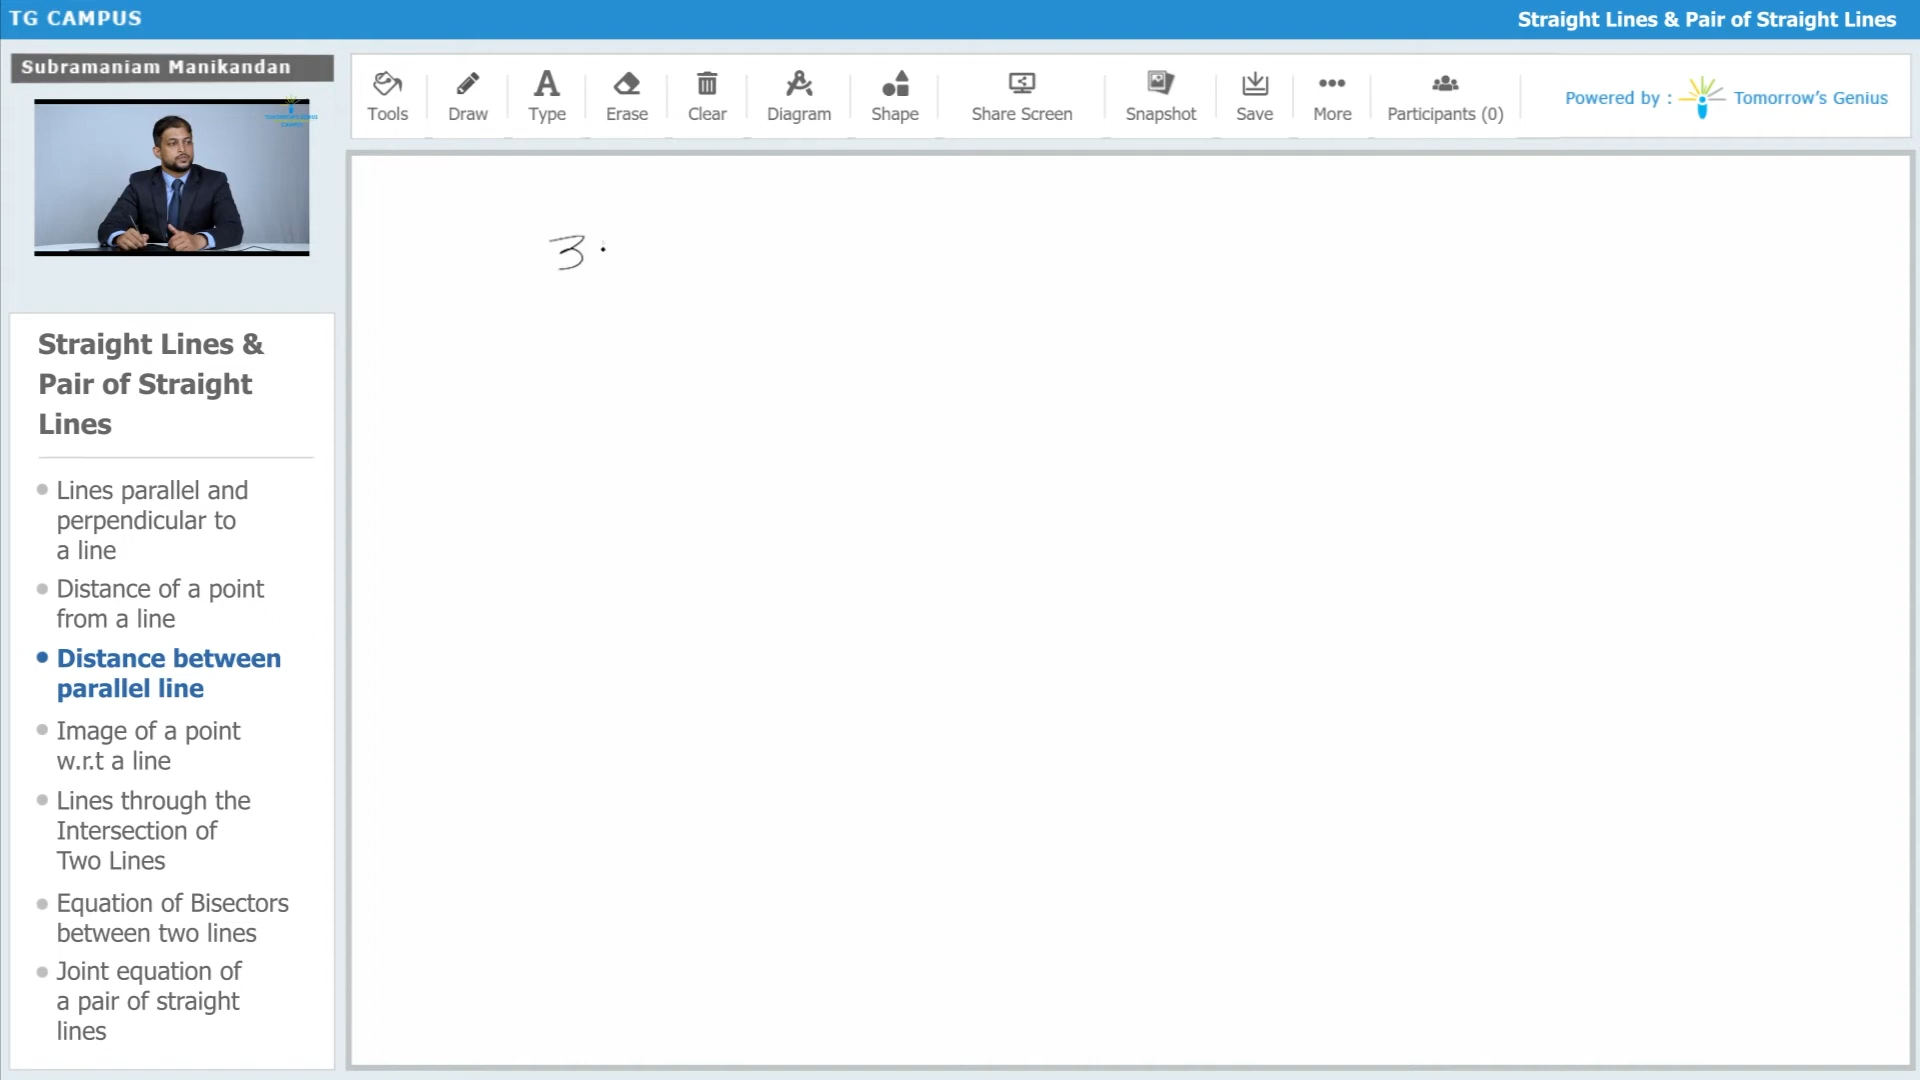 TG CAMPUS
Straight Lines & Pair of Straight Lines
Subramaniam Manikandan
TOMORROW'S GENIUS
CAMPUS
Tools
Draw
Type
Erase
Clear
Diagram
Shape
Share Screen
Snapshot
Save
More
Participants (0)
Powered by :
Tomorrow's Genius
3
Straight Lines &
Pair of Straight
Lines
Lines parallel and
perpendicular to
a line
Distance of a point
from a line
Distance between
parallel line
Image of a point
w.r.t a line
Lines through the
Intersection of
Two Lines
Equation of Bisectors
between two lines
Joint equation of
a pair of straight
lines